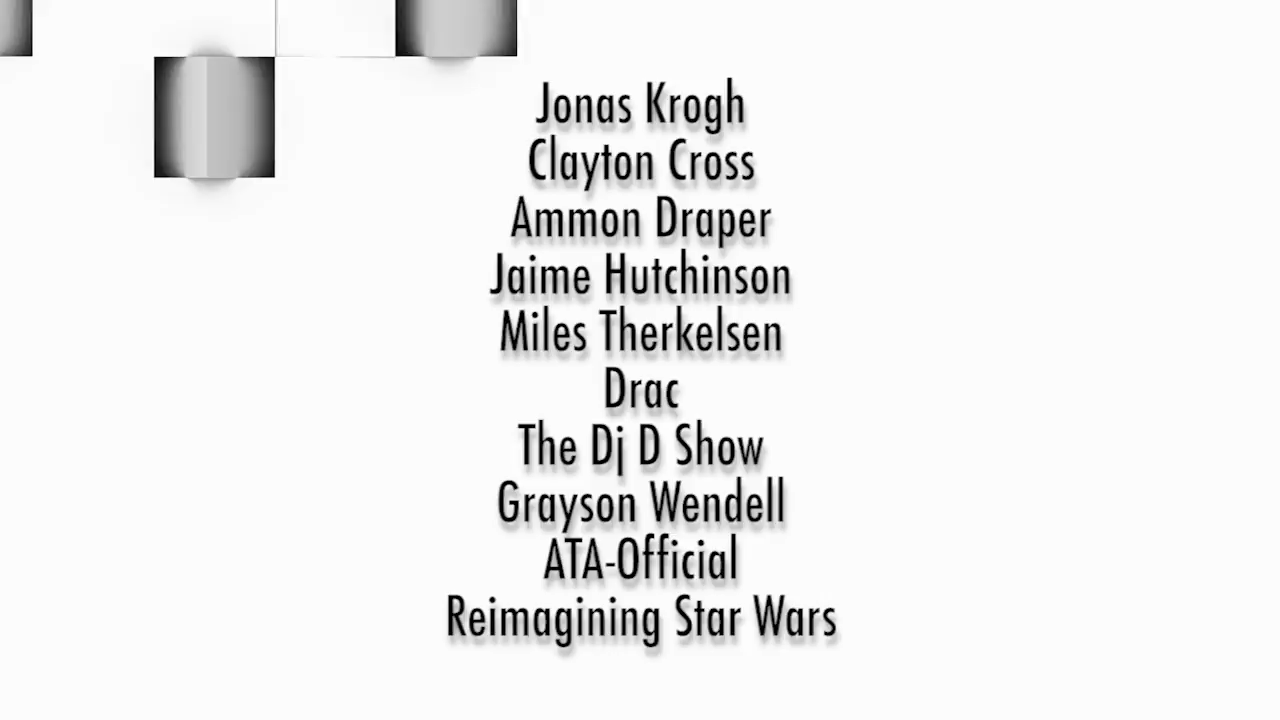 Jonas Krogh
Clayton Cross
Ammon Draper
Jaime Hutchinson
Miles Therkelsen
Drac
The Dj D Show
Grayson Wendell
ATA-Official
Reimagining Star Wars